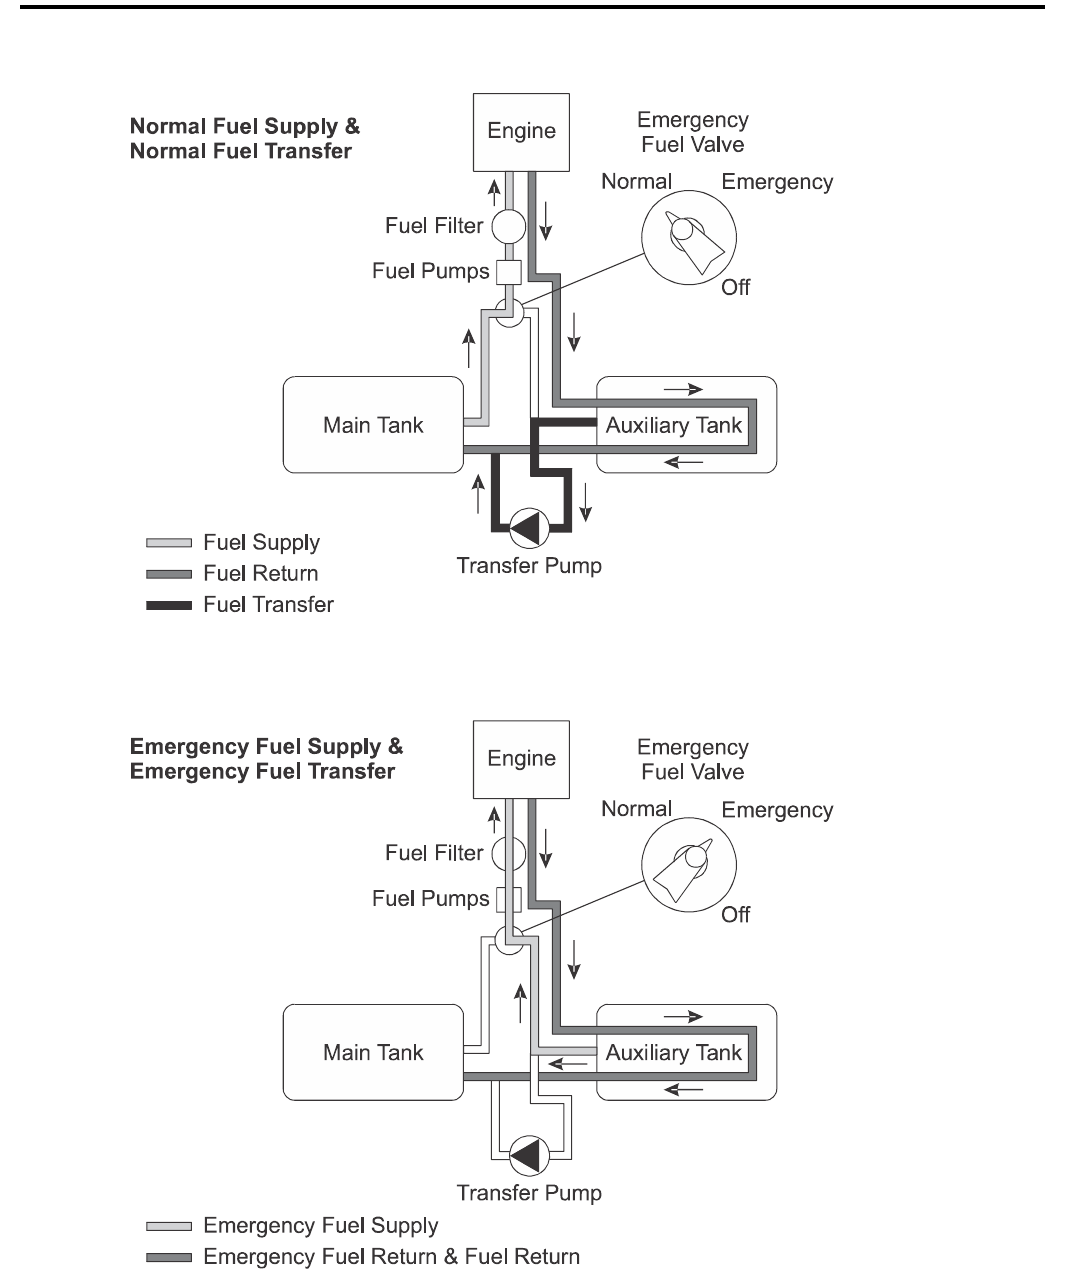 Normal Fuel Supply &
Normal Fuel Transfer
Engine
Emergency
Fuel Valve
Normal
Emergency
Off
Fuel Filter
Fuel Pumps
Main Tank
Auxiliary Tank
Transfer Pump
Fuel Supply
Fuel Return
Fuel Transfer
Emergency Fuel Supply &
Emergency Fuel Transfer
Engine
Emergency
Fuel Valve
Normal
Emergency
Off
Fuel Filter
Fuel Pumps
Main Tank
Auxiliary Tank
Transfer Pump
Emergency Fuel Supply
Emergency Fuel Return & Fuel Return